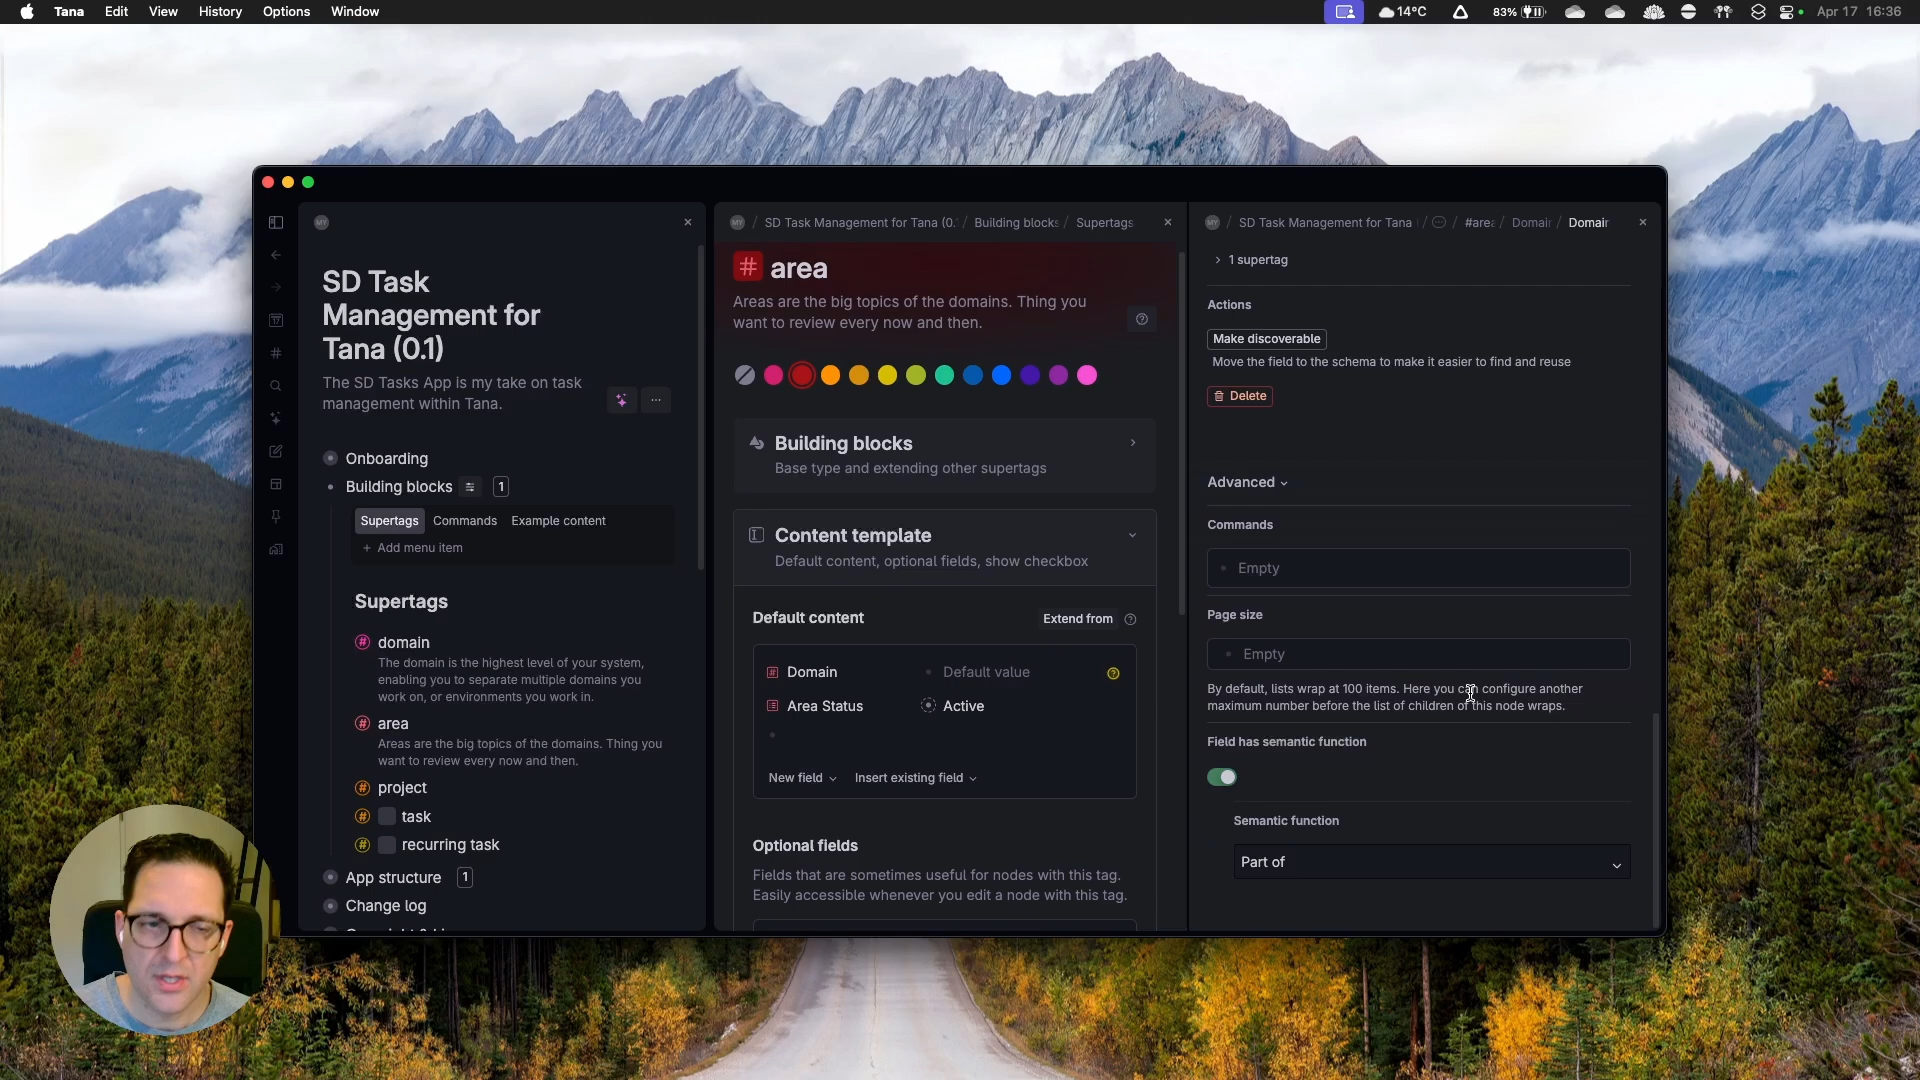 Tana Edit View History Options Window
14°C 83% Apr 17 16:36
MY
SD Task
Management for
Tana (0.1)
The SD Tasks App is my take on task
management within Tana.
Onboarding
Building blocks 1
Supertags Commands Example content
+ Add menu item
Supertags
# domain
The domain is the highest level of your system,
enabling you to separate multiple domains you
work on, or environments you work in.
# area
Areas are the big topics of the domains. Thing you
want to review every now and then.
# project
# task
# recurring task
App structure 1
Change log
MY / SD Task Management for Tana (0. / Building blocks / Supertags
# area
Areas are the big topics of the domains. Thing you
want to review every now and then.
Building blocks
Base type and extending other supertags
Content template
Default content, optional fields, show checkbox
Default content Extend from
Domain Default value
Area Status Active
New field Insert existing field
Optional fields
Fields that are sometimes useful for nodes with this tag.
Easily accessible whenever you edit a node with this tag.
MY / SD Task Management for Tana / / #area / Domain / Domain
1 supertag
Actions
Make discoverable
Move the field to the schema to make it easier to find and reuse
Delete
Advanced
Commands
Empty
Page size
Empty
By default, lists wrap at 100 items. Here you can configure another
maximum number before the list of children of this node wraps.
Field has semantic function
Semantic function
Part of